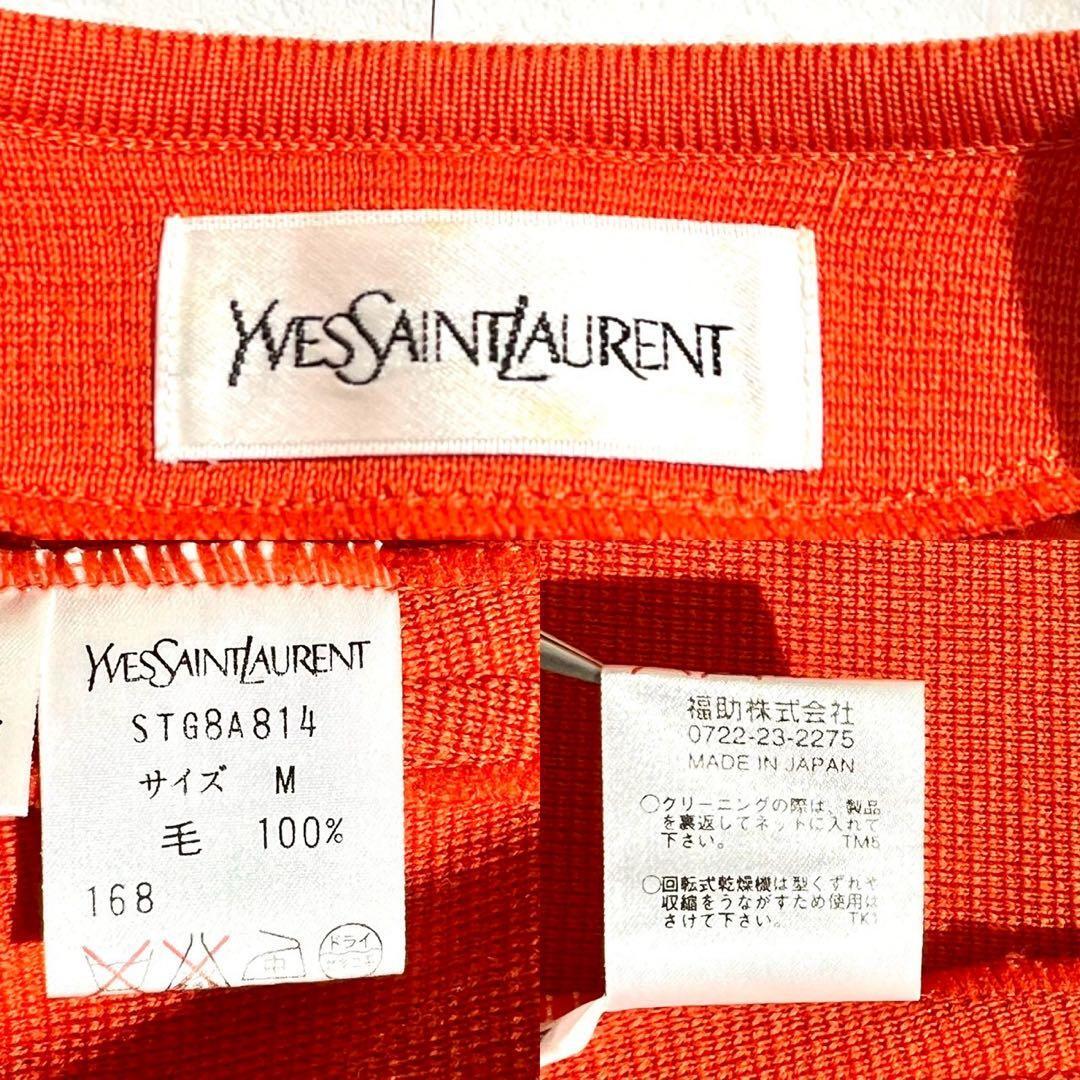 YVESSAINTLAURENT
YVESSAINTLAURENT
STG8A814
サイズ M
毛 100%
168
中
ドライ
福助株式会社
0722-23-2275
MADE IN JAPAN
○クリーニングの際は、製品
を裏返してネットに入れて
下さい。 TM5
○回転式乾燥機は型くずれや
収縮をうながすため使用は
さけて下さい。 TK1